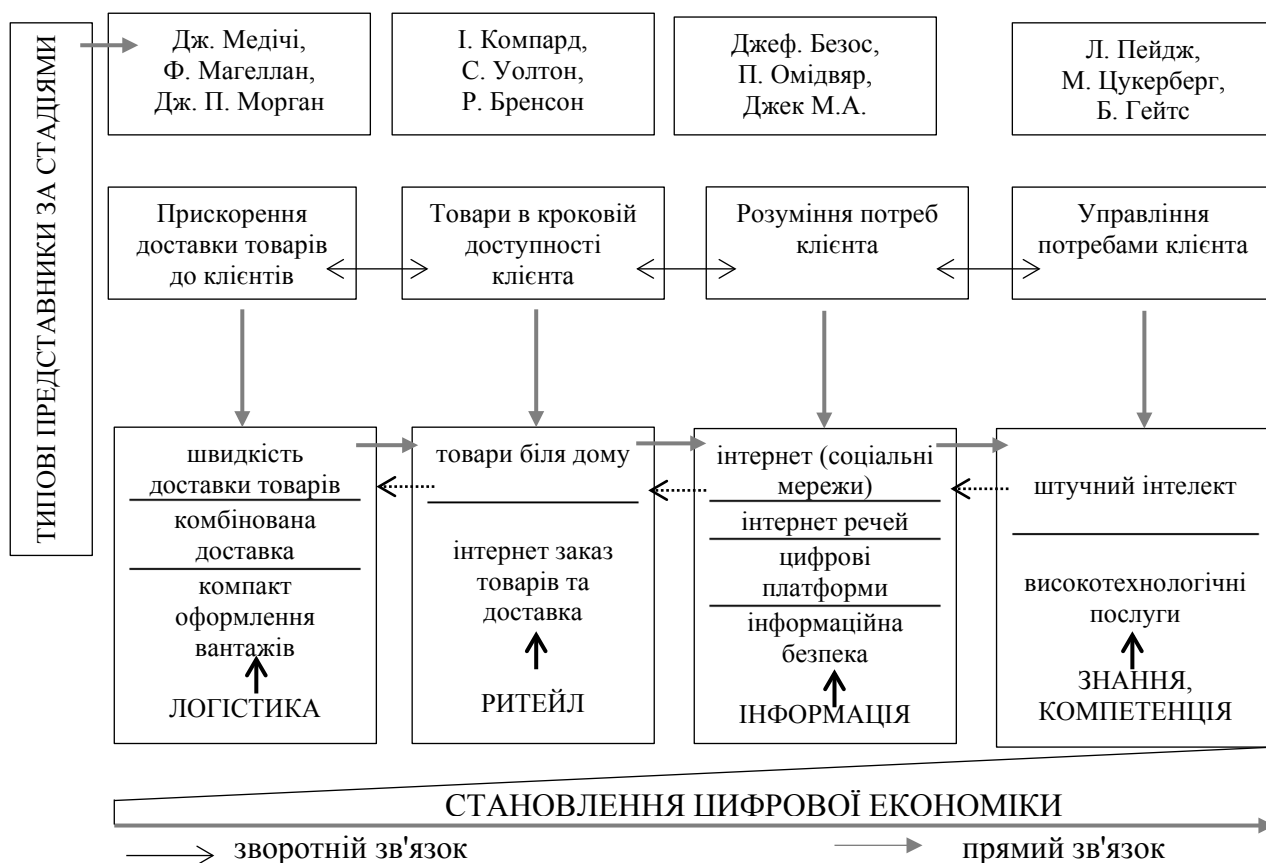 ТИПОВІ ПРЕДСТАВНИКИ ЗА СТАДІЯМИ
Дж. Медічі,
Ф. Магеллан,
Дж. П. Морган
І. Компард,
С. Уолтон,
Р. Бренсон
Джеф. Безос,
П. Омідвяр,
Джек М.А.
Л. Пейдж,
М. Цукерберг,
Б. Гейтс
Прискорення
доставки товарів
до клієнтів
Товари в кроковій
доступності
клієнта
Розуміння потреб
клієнта
Управління
потребами клієнта
швидкість
доставки товарів
комбінована
доставка
компакт
оформлення
вантажів
ЛОГІСТИКА
товари біля дому
інтернет заказ
товарів та
доставка
РИТЕЙЛ
інтернет (соціальні
мережи)
інтернет речей
цифрові
платформи
інформаційна
безпека
ІНФОРМАЦІЯ
штучний інтелект
високотехнологічні
послуги
ЗНАННЯ,
КОМПЕТЕНЦІЯ
СТАНОВЛЕННЯ ЦИФРОВОЇ ЕКОНОМІКИ
зворотній зв'язок
прямий зв'язок